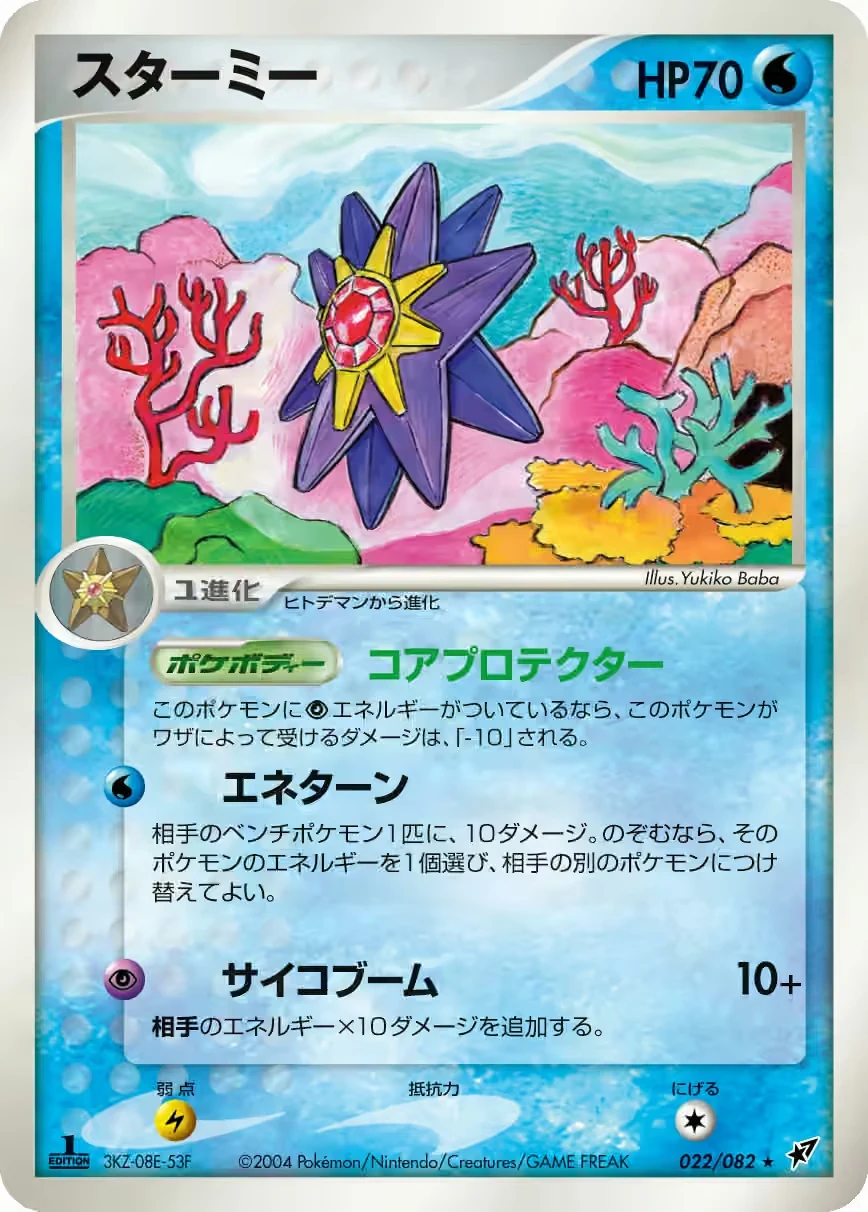 スターミー HP70
Illus. Yukiko Baba
1進化
ヒトデマンから進化
ポケボディー コアプロテクター
このポケモンにエネルギーがついているなら、このポケモンが
ワザによって受けるダメージは、「-10」される。
エネターン
相手のベンチポケモン1匹に、10ダメージ。のぞむなら、その
ポケモンのエネルギーを1個選び、相手の別のポケモンにつけ
替えてよい。
サイコブーム 10+
相手のエネルギー×10ダメージを追加する。
弱点 抵抗力 にげる
1 EDITION 3KZ-08E-53F ©2004 Pokémon/Nintendo/Creatures/GAME FREAK 022/082 ★